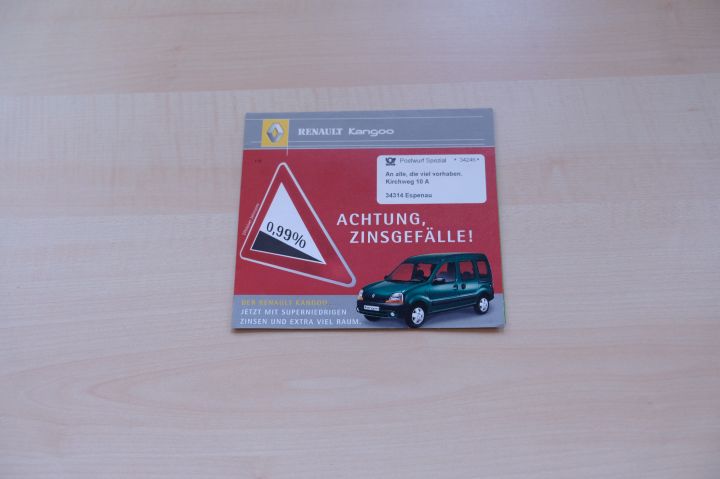 RENAULT Kangoo
Postwurf Spezial * 34246 *
An alle, die viel vorhaben.
Kirchweg 10 A
34314 Espenau
0,99%
ACHTUNG,
ZINSGEFÄLLE!
DER RENAULT KANGOO
JETZT MIT SUPERNIEDRIGEN
ZINSEN UND EXTRA VIEL RAUM.